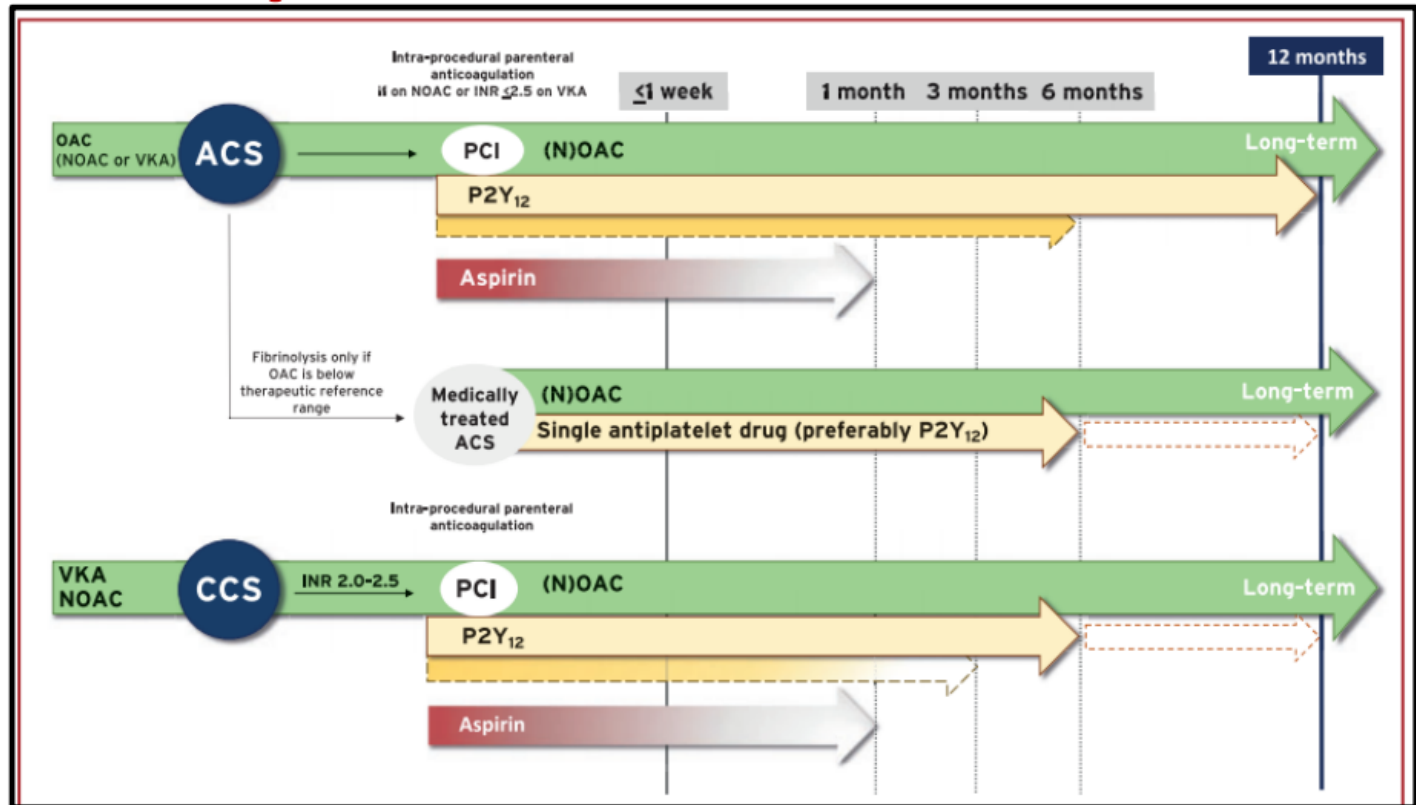 Intra-procedural parenteral
anticoagulation
if on NOAC or INR ≤2.5 on VKA
≤1 week
1 month
3 months
6 months
12 months
OAC
(NOAC or VKA)
ACS
PCI
(N)OAC
Long-term
P2Y₁₂
Aspirin
Fibrinolysis only if
OAC is below
therapeutic reference
range
Medically
treated
ACS
(N)OAC
Long-term
Single antiplatelet drug (preferably P2Y₁₂)
Intra-procedural parenteral
anticoagulation
VKA
NOAC
CCS
INR 2.0-2.5
PCI
(N)OAC
Long-term
P2Y₁₂
Aspirin